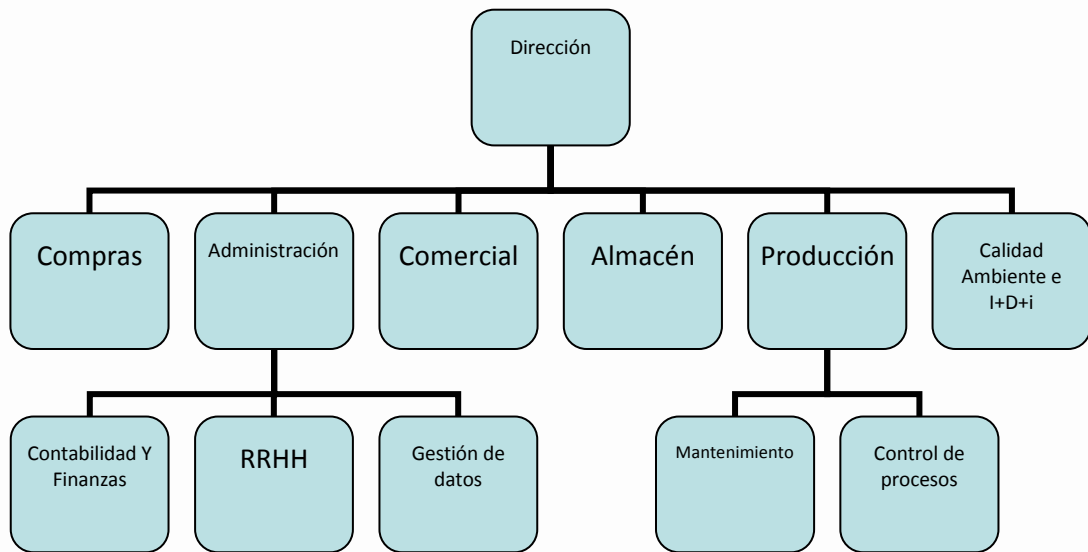 Dirección
Compras
Administración
Comercial
Almacén
Producción
Calidad
Ambiente e
I+D+i
Contabilidad Y
Finanzas
RRHH
Gestión de
datos
Mantenimiento
Control de
procesos